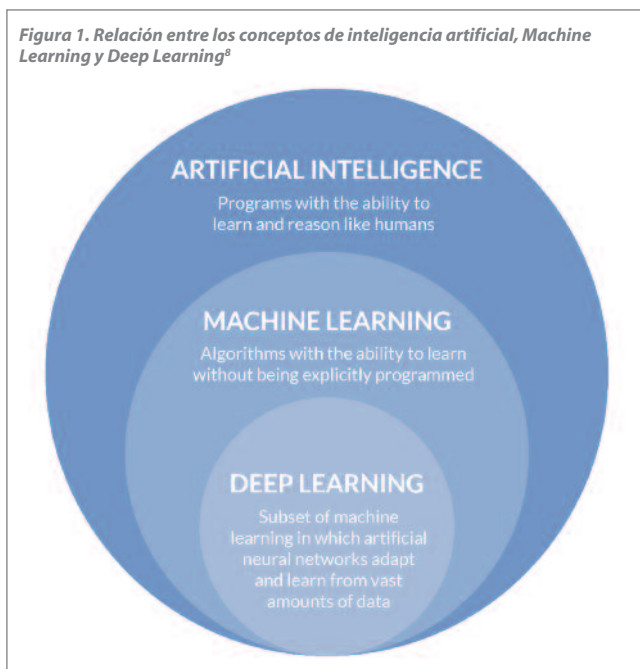 Figura 1. Relación entre los conceptos de inteligencia artificial, Machine
Learning y Deep Learning⁸
ARTIFICIAL INTELLIGENCE
Programs with the ability to
learn and reason like humans
MACHINE LEARNING
Algorithms with the ability to learn
without being explicitly programmed
DEEP LEARNING
Subset of machine
learning in which artificial
neural networks adapt
and learn from vast
amounts of data